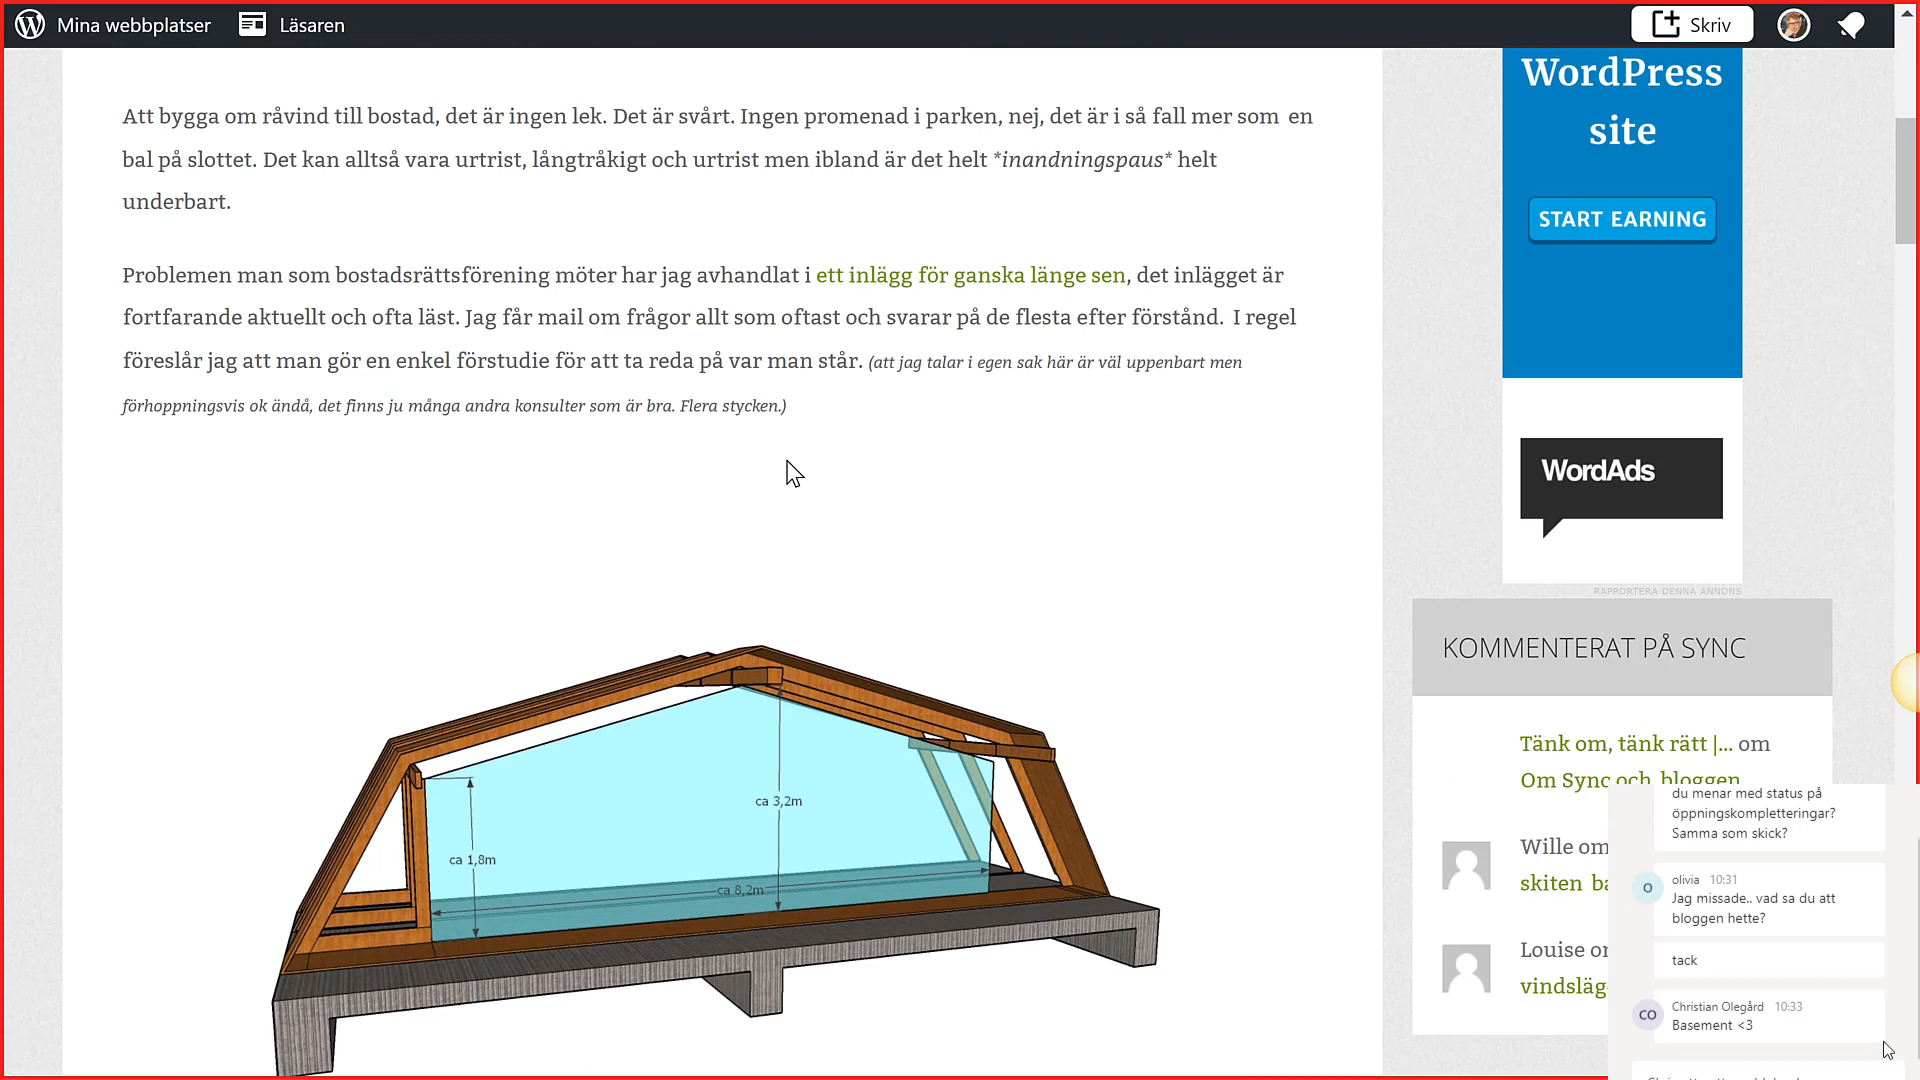 Mina webbplatser
Läsaren
Skriv
Att bygga om råvind till bostad, det är ingen lek. Det är svårt. Ingen promenad i parken, nej, det är i så fall mer som en
bal på slottet. Det kan alltså vara urtrist, långtråkigt och urtrist men ibland är det helt *inandningspaus* helt
underbart.
Problemen man som bostadsrättsförening möter har jag avhandlat i ett inlägg för ganska länge sen, det inlägget är
fortfarande aktuellt och ofta läst. Jag får mail om frågor allt som oftast och svarar på de flesta efter förstånd. I regel
föreslår jag att man gör en enkel förstudie för att ta reda på var man står. (att jag talar i egen sak här är väl uppenbart men
förhoppningsvis ok ändå, det finns ju många andra konsulter som är bra. Flera stycken.)
ca 3,2m
ca 1,8m
ca 8,2m
WordPress
site
START EARNING
WordAds
RAPPORTERA DENNA ANNONS
KOMMENTERAT PÅ SYNC
Tänk om, tänk rätt |... om
Om Sync och bloggen
Wille om
skiten
Louise
vindsläg
du menar med status på
öppningskompletteringar?
Samma som skick?
O
olivia 10:31
Jag missade.. vad sa du att
bloggen hette?
tack
CO
Christian Olegård 10:33
Basement <3